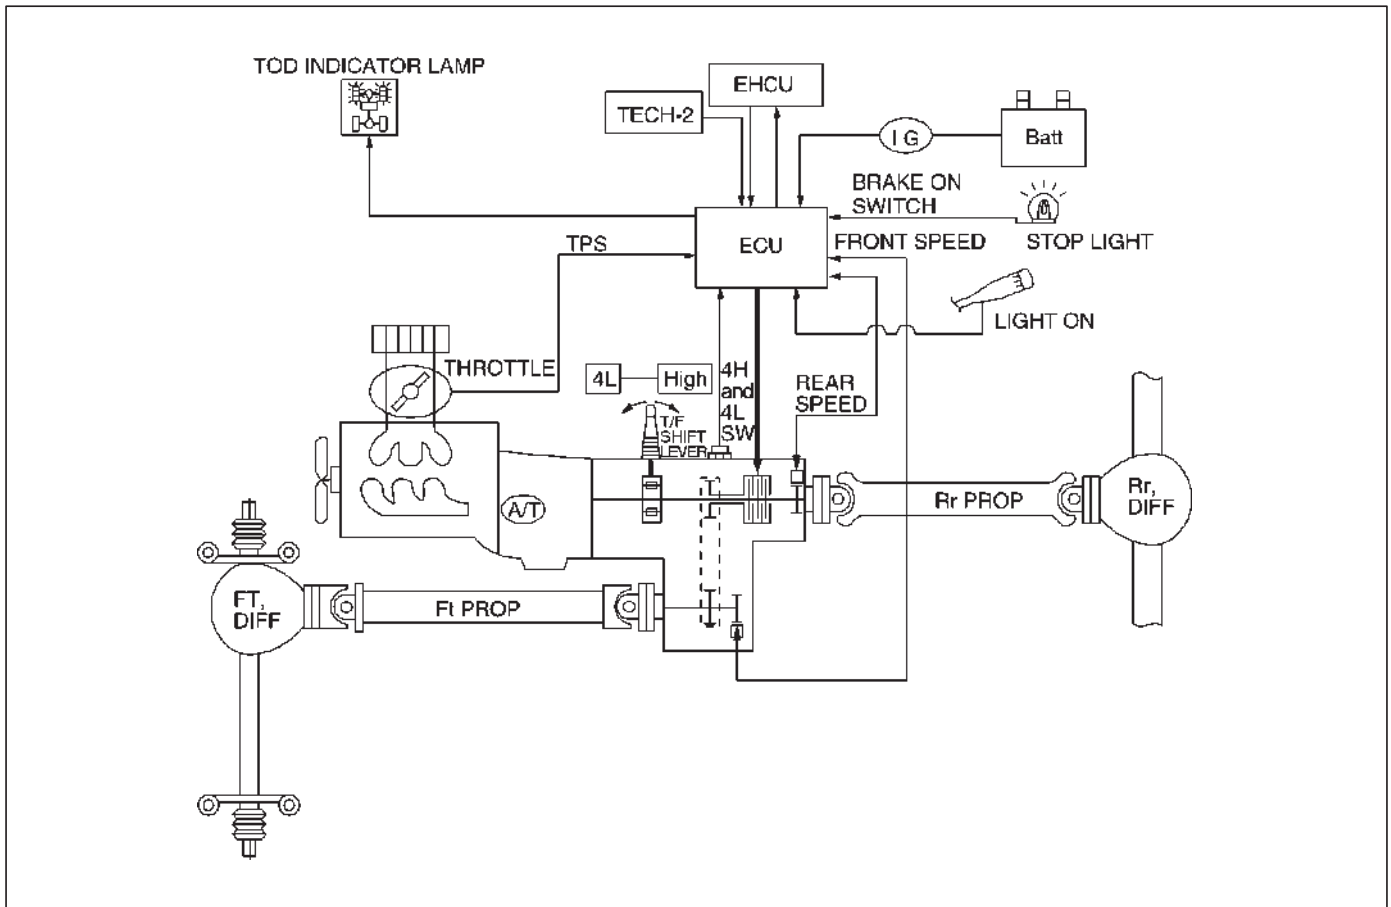 TOD INDICATOR LAMP
EHCU
TECH-2
I G
Batt
BRAKE ON
SWITCH
ECU
FRONT SPEED
STOP LIGHT
TPS
LIGHT ON
THROTTLE
4L
High
4H
and
4L
SW
REAR
SPEED
T/F
SHIFT
LEVER
A/T
Rr PROP
Rr,
DIFF
FT,
DIFF
Ft PROP